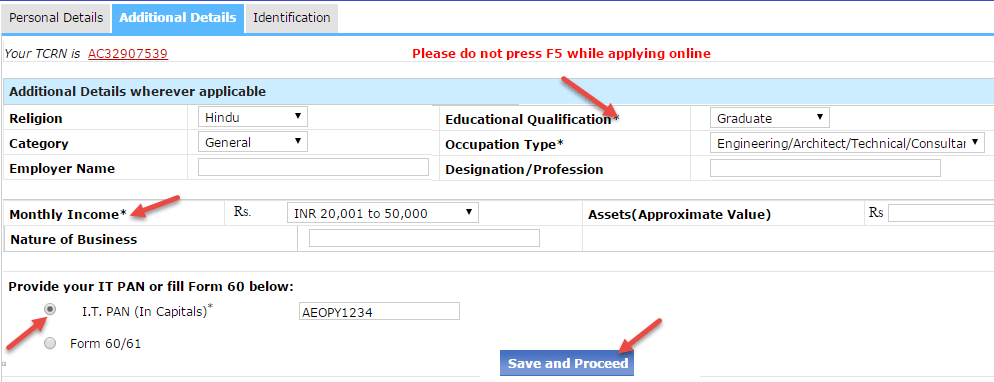 Personal Details Additional Details Identification
Your TCRN is AC32907539 Please do not press F5 while applying online
Additional Details wherever applicable
Religion Hindu Educational Qualification* Graduate
Category General Occupation Type* Engineering/Architect/Technical/Consultan
Employer Name Designation/Profession
Monthly Income* Rs. INR 20,001 to 50,000 Assets(Approximate Value) Rs
Nature of Business
Provide your IT PAN or fill Form 60 below:
I.T. PAN (In Capitals)* AEOPY1234
Form 60/61
Save and Proceed